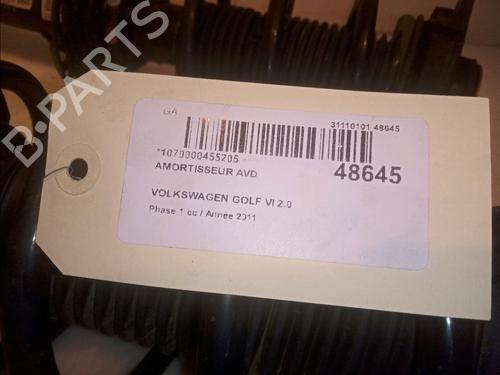 B-PARTS
GA
31110101 48645
*1070000455205
AMORTISSEUR AVD
48645
VOLKSWAGEN GOLF VI 2.0
Phase 1 cc / Année 2011